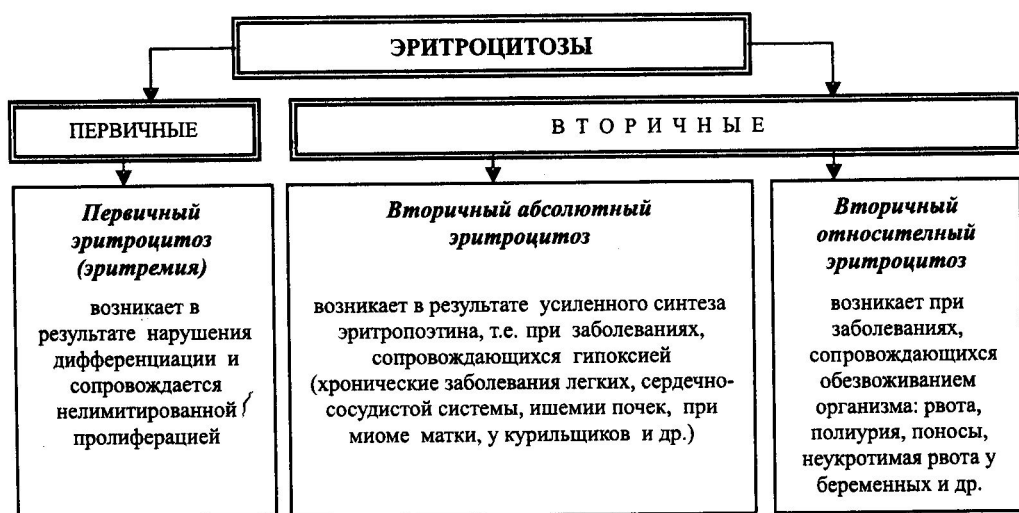 ЭРИТРОЦИТОЗЫ
ПЕРВИЧНЫЕ
В Т О Р И Ч Н Ы Е
Первичный
эритроцитоз
(эритремия)
возникает в
результате нарушения
дифференциации и
сопровождается
нелимитированной
пролиферацией
Вторичный абсолютный
эритроцитоз
возникает в результате усиленного синтеза
эритропоэтина, т.е. при заболеваниях,
сопровождающихся гипоксией
(хронические заболевания легких, сердечно-
сосудистой системы, ишемии почек, при
миоме матки, у курильщиков и др.)
Вторичный
относителный
эритроцитоз
возникает при
заболеваниях,
сопровождающихся
обезвоживанием
организма: рвота,
полиурия, поносы,
неукротимая рвота у
беременных и др.